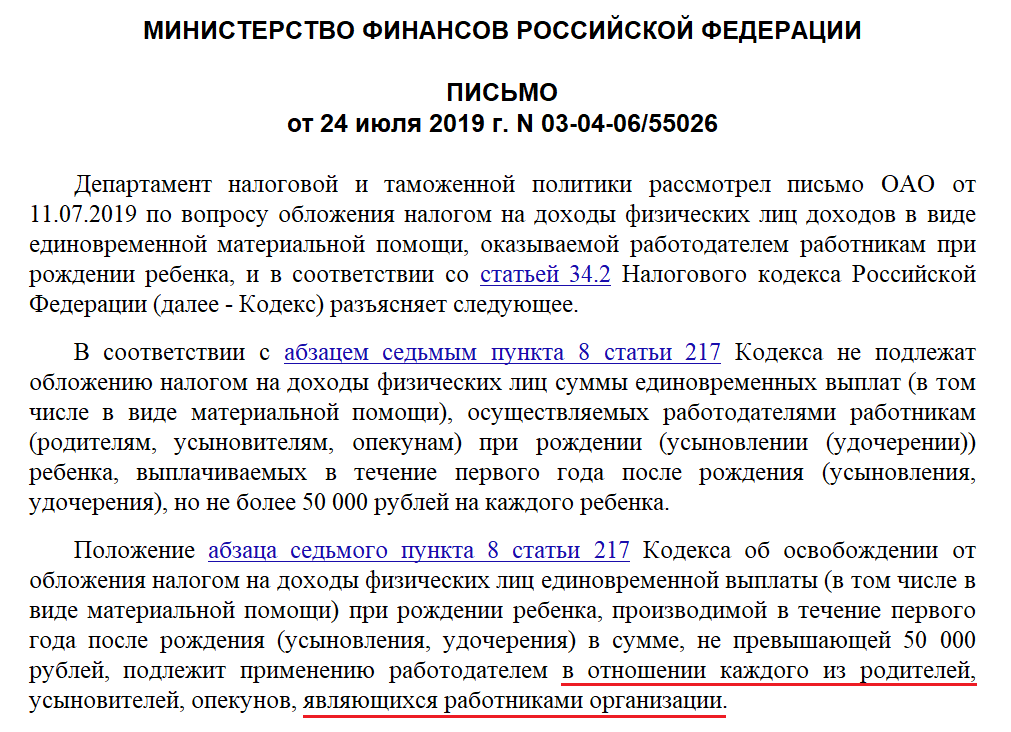 МИНИСТЕРСТВО ФИНАНСОВ РОССИЙСКОЙ ФЕДЕРАЦИИ
ПИСЬМО
от 24 июля 2019 г. N 03-04-06/55026
Департамент налоговой и таможенной политики рассмотрел письмо ОАО от
11.07.2019 по вопросу обложения налогом на доходы физических лиц доходов в виде
единовременной материальной помощи, оказываемой работодателем работникам при
рождении ребенка, и в соответствии со статьей 34.2 Налогового кодекса Российской
Федерации (далее - Кодекс) разъясняет следующее.
В соответствии с абзацем седьмым пункта 8 статьи 217 Кодекса не подлежат
обложению налогом на доходы физических лиц суммы единовременных выплат (в том
числе в виде материальной помощи), осуществляемых работодателями работникам
(родителям, усыновителям, опекунам) при рождении (усыновлении (удочерении))
ребенка, выплачиваемых в течение первого года после рождения (усыновления,
удочерения), но не более 50 000 рублей на каждого ребенка.
Положение абзаца седьмого пункта 8 статьи 217 Кодекса об освобождении от
обложения налогом на доходы физических лиц единовременной выплаты (в том числе в
виде материальной помощи) при рождении ребенка, производимой в течение первого
года после рождения (усыновления, удочерения) в сумме, не превышающей 50 000
рублей, подлежит применению работодателем в отношении каждого из родителей,
усыновителей, опекунов, являющихся работниками организации.